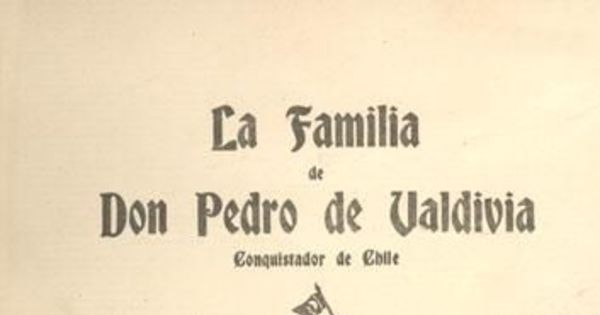 La Familia
de
Don Pedro de Valdivia
Conquistador de Chile